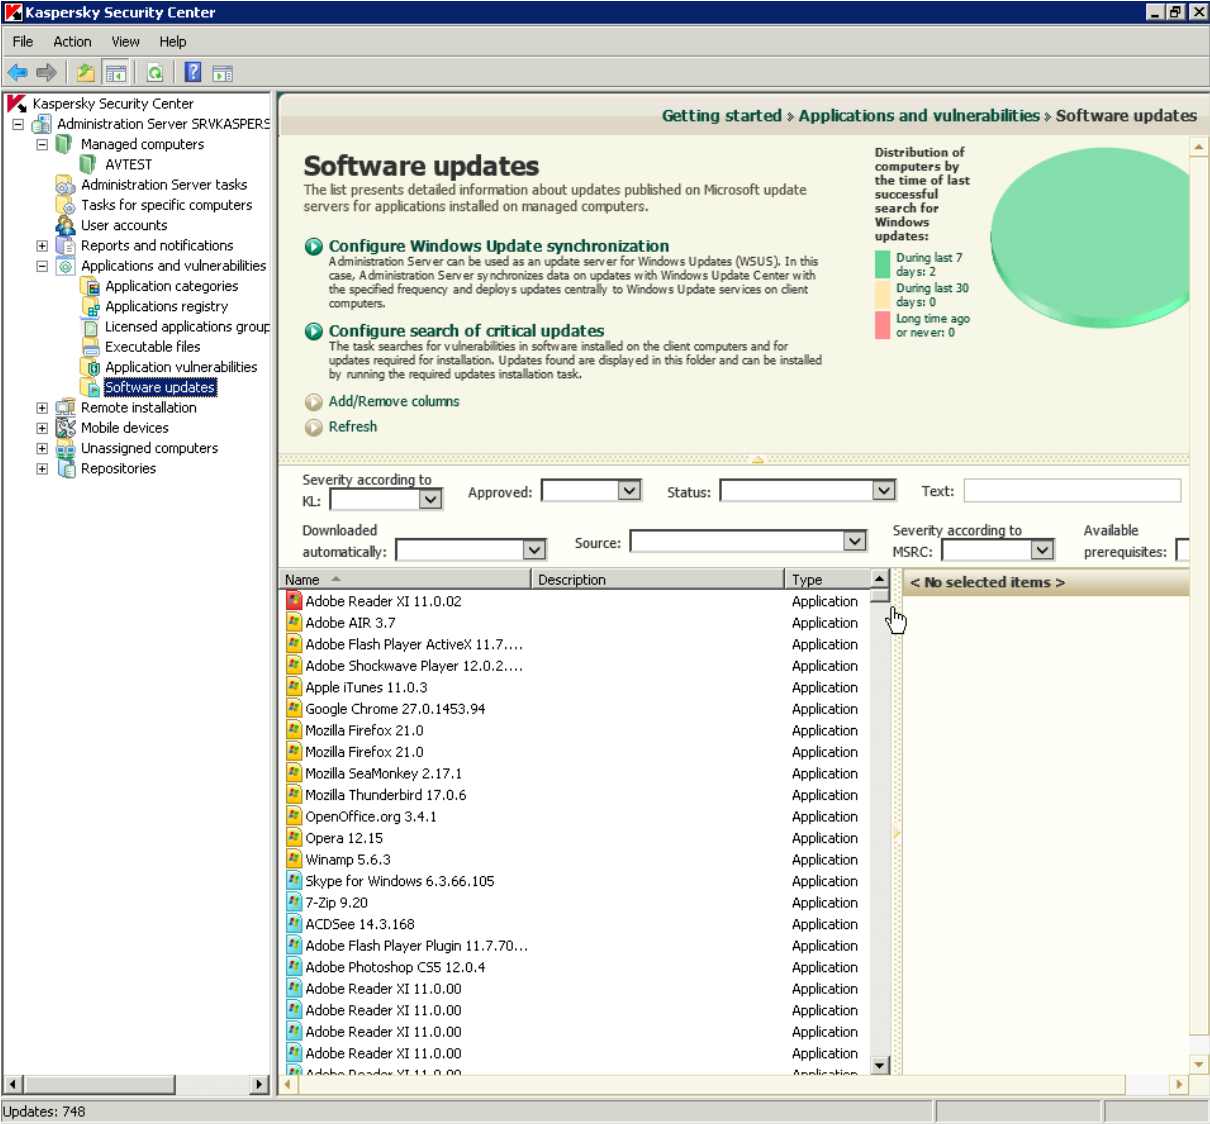 Kaspersky Security Center
File Action View Help
Kaspersky Security Center
Administration Server SRVKASPERS
Managed computers
AVTEST
Administration Server tasks
Tasks for specific computers
User accounts
Reports and notifications
Applications and vulnerabilities
Application categories
Applications registry
Licensed applications group
Executable files
Application vulnerabilities
Software updates
Remote installation
Mobile devices
Unassigned computers
Repositories
Getting started > Applications and vulnerabilities > Software updates
Software updates
The list presents detailed information about updates published on Microsoft update
servers for applications installed on managed computers.
Configure Windows Update synchronization
Administration Server can be used as an update server for Windows Updates (WSUS). In this
case, Administration Server synchronizes data on updates with Windows Update Center with
the specified frequency and deploys updates centrally to Windows Update services on client
computers.
Configure search of critical updates
The task searches for vulnerabilities in software installed on the client computers and for
updates required for installation. Updates found are displayed in this folder and can be installed
by running the required updates installation task.
Add/Remove columns
Refresh
Distribution of
computers by
the time of last
successful
search for
Windows
updates:
During last 7
days: 2
During last 30
days: 0
Long time ago
or never: 0
Severity according to
KL:
Approved:
Status:
Text:
Downloaded
automatically:
Source:
Severity according to
MSRC:
Available
prerequisites:
Name Description Type
Adobe Reader XI 11.0.02 Application
Adobe AIR 3.7 Application
Adobe Flash Player ActiveX 11.7.... Application
Adobe Shockwave Player 12.0.2.... Application
Apple iTunes 11.0.3 Application
Google Chrome 27.0.1453.94 Application
Mozilla Firefox 21.0 Application
Mozilla Firefox 21.0 Application
Mozilla SeaMonkey 2.17.1 Application
Mozilla Thunderbird 17.0.6 Application
OpenOffice.org 3.4.1 Application
Opera 12.15 Application
Winamp 5.6.3 Application
Skype for Windows 6.3.66.105 Application
7-Zip 9.20 Application
ACDSee 14.3.168 Application
Adobe Flash Player Plugin 11.7.70... Application
Adobe Photoshop CS5 12.0.4 Application
Adobe Reader XI 11.0.00 Application
Adobe Reader XI 11.0.00 Application
Adobe Reader XI 11.0.00 Application
Adobe Reader XI 11.0.00 Application
Adobe Reader XI 11.0.00 Application
< No selected items >
Updates: 748